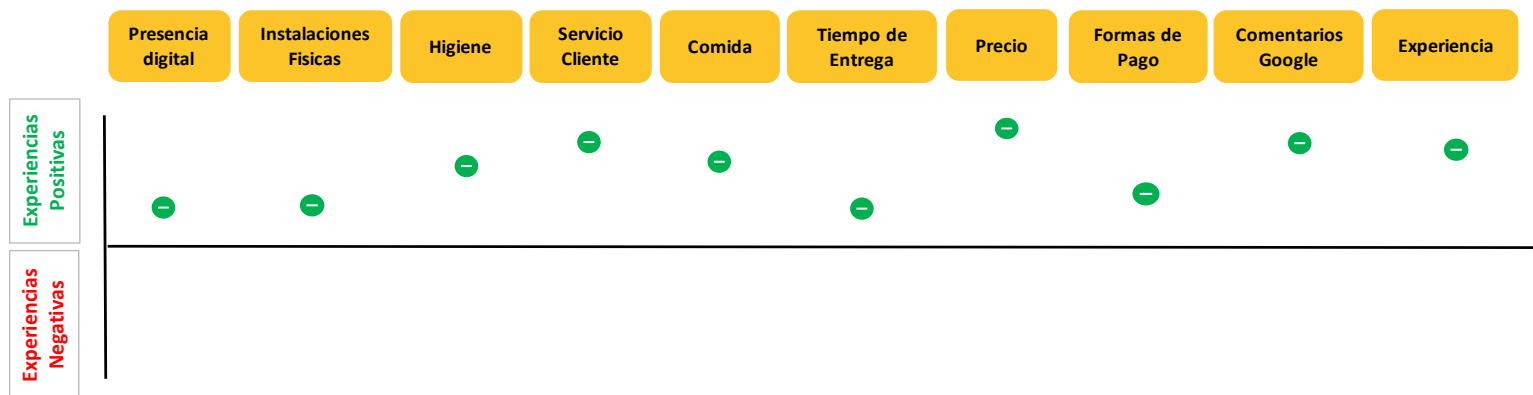 Presencia
digital
Instalaciones
Fisicas
Higiene
Servicio
Cliente
Comida
Tiempo de
Entrega
Precio
Formas de
Pago
Comentarios
Google
Experiencia
Experiencias
Positivas
Experiencias
Negativas